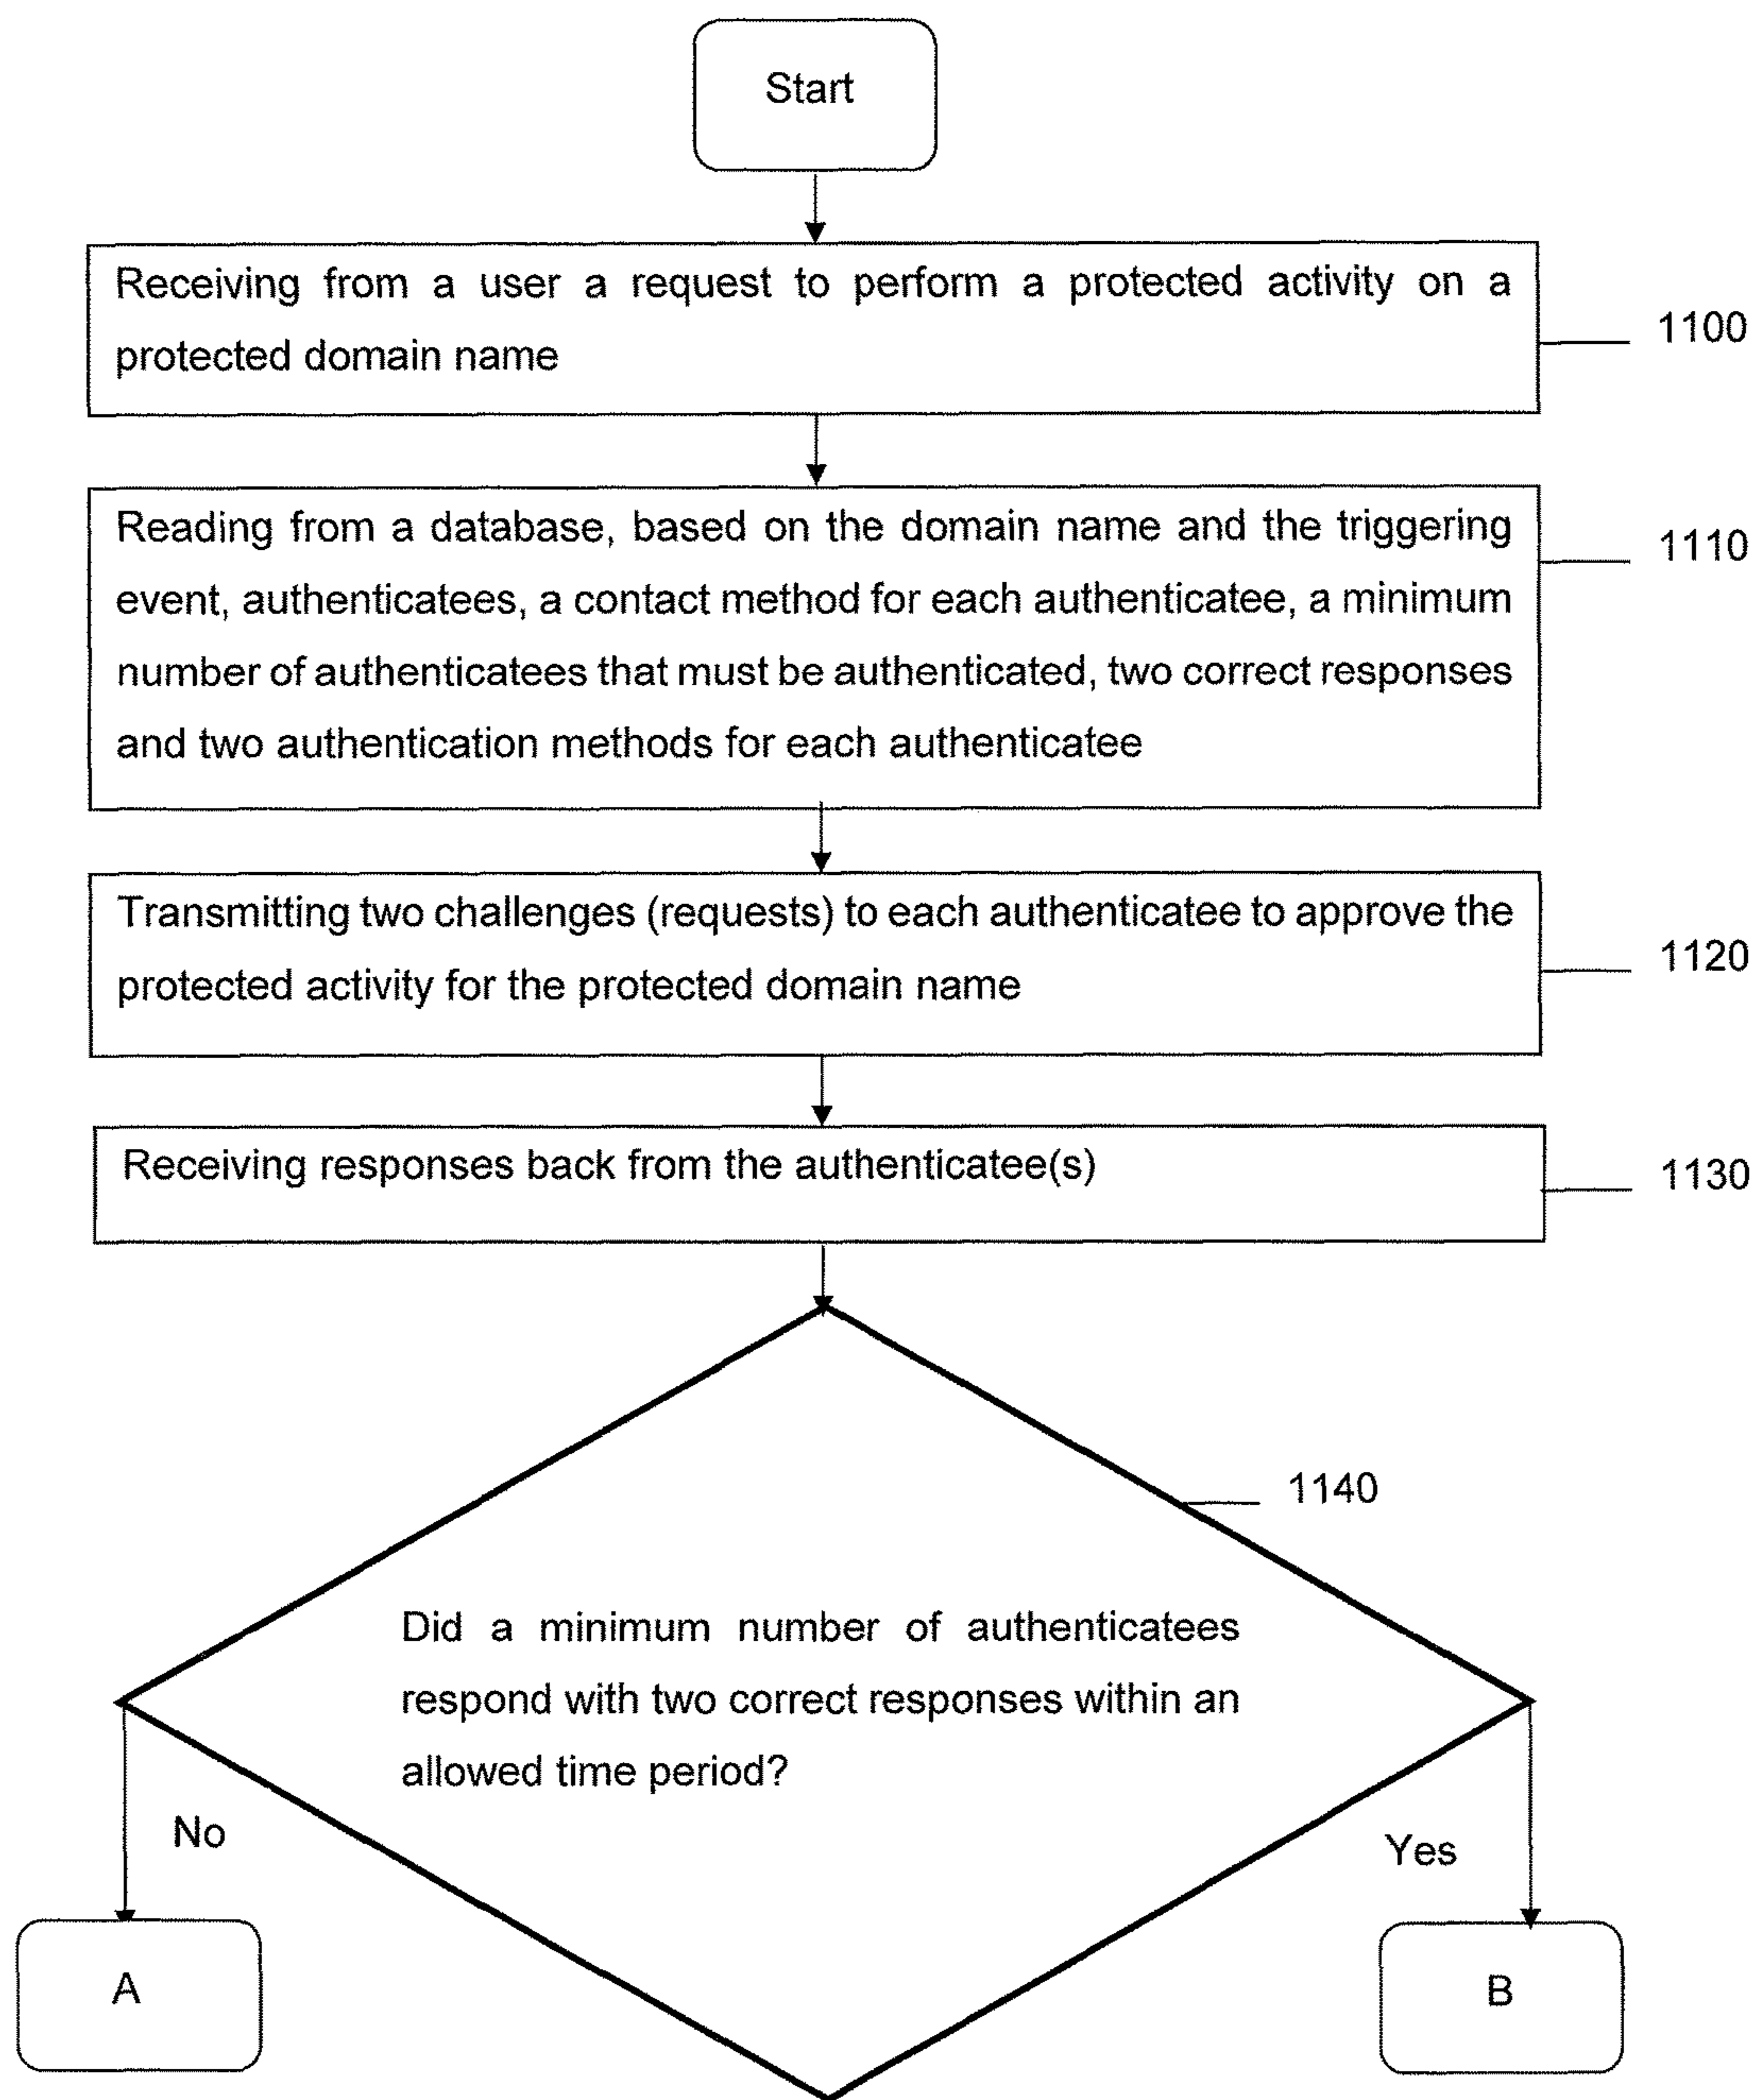 Start
Receiving from a user a request to perform a protected activity on a
protected domain name
1100
Reading from a database, based on the domain name and the triggering
event, authenticatees, a contact method for each authenticatee, a minimum
number of authenticatees that must be authenticated, two correct responses
and two authentication methods for each authenticatee
1110
Transmitting two challenges (requests) to each authenticatee to approve the
protected activity for the protected domain name
1120
Receiving responses back from the authenticatee(s)
1130
1140
Did a minimum number of authenticatees
respond with two correct responses within an
allowed time period?
No
Yes
A
B